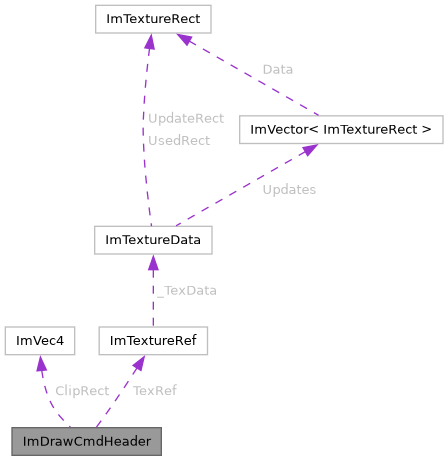 ImTextureRect
Data
UpdateRect
UsedRect
ImVector< ImTextureRect >
Updates
ImTextureData
_TexData
ImVec4
ImTextureRef
ClipRect
TexRef
ImDrawCmdHeader